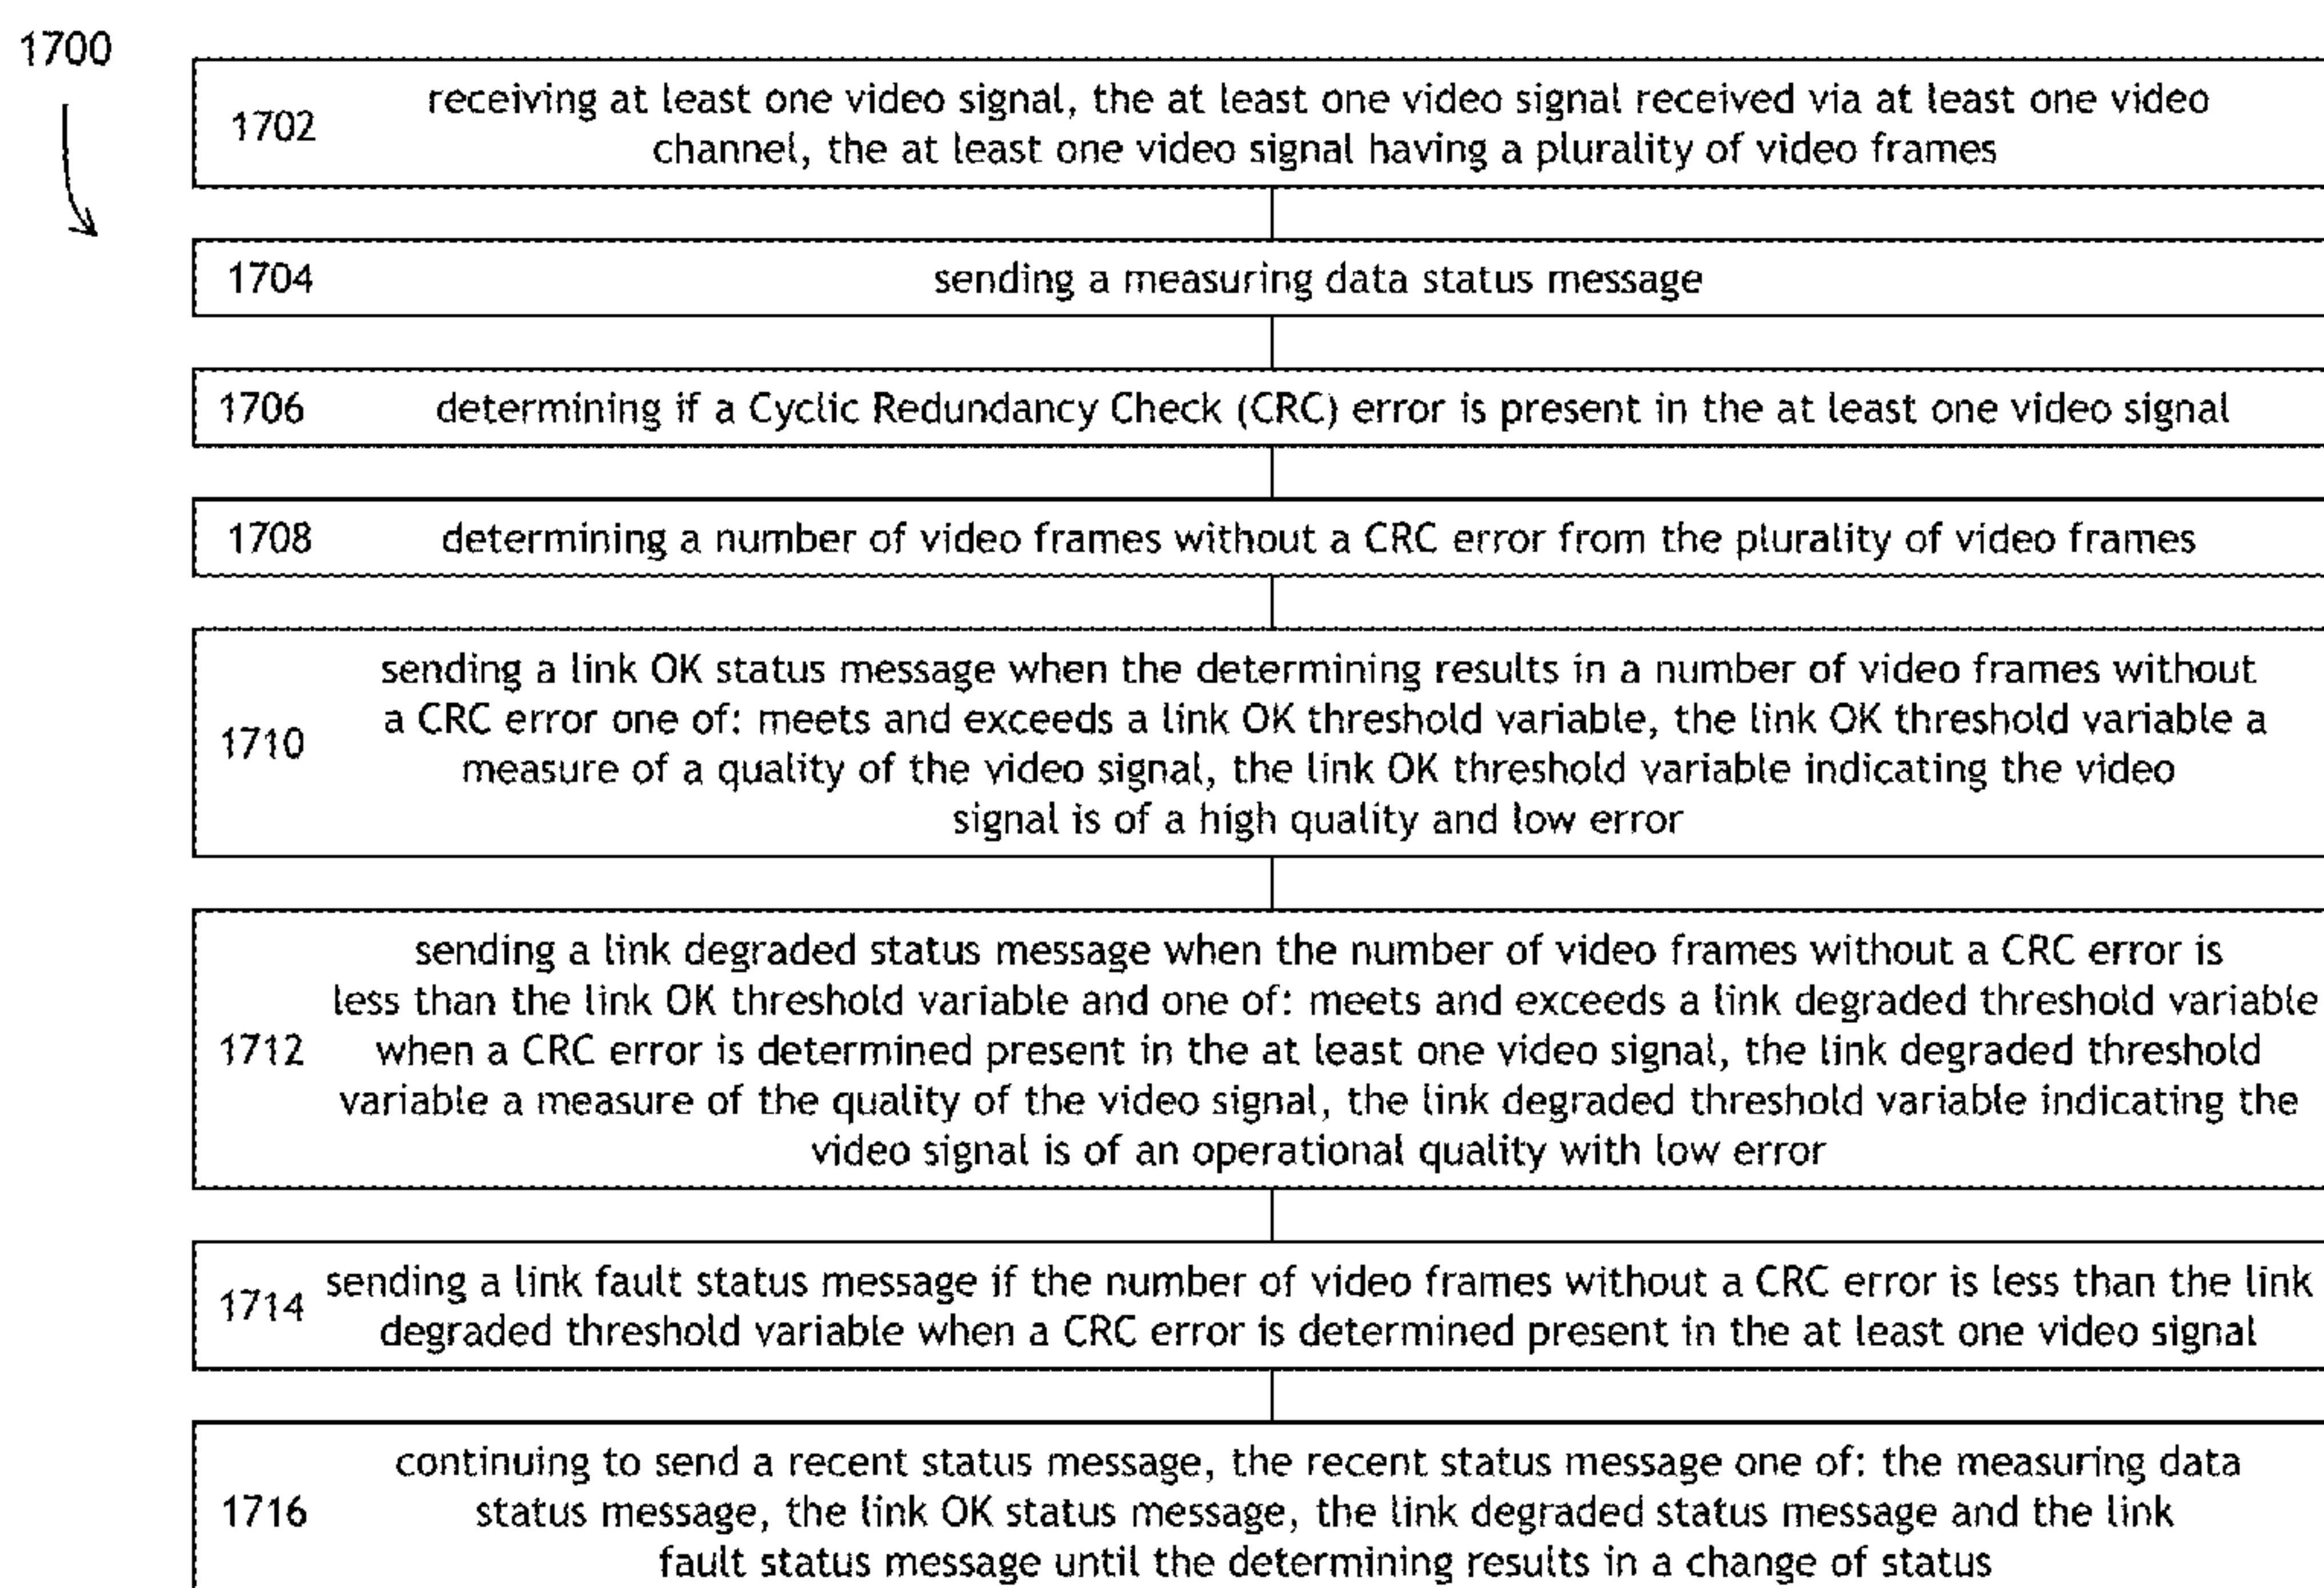 1700
1702
receiving at least one video signal, the at least one video signal received via at least one video
channel, the at least one video signal having a plurality of video frames
1704
sending a measuring data status message
1706
determining if a Cyclic Redundancy Check (CRC) error is present in the at least one video signal
1708
determining a number of video frames without a CRC error from the plurality of video frames
1710
sending a link OK status message when the determining results in a number of video frames without
a CRC error one of: meets and exceeds a link OK threshold variable, the link OK threshold variable a
measure of a quality of the video signal, the link OK threshold variable indicating the video
signal is of a high quality and low error
1712
sending a link degraded status message when the number of video frames without a CRC error is
less than the link OK threshold variable and one of: meets and exceeds a link degraded threshold variable
when a CRC error is determined present in the at least one video signal, the link degraded threshold
variable a measure of the quality of the video signal, the link degraded threshold variable indicating the
video signal is of an operational quality with low error
1714
sending a link fault status message if the number of video frames without a CRC error is less than the link
degraded threshold variable when a CRC error is determined present in the at least one video signal
1716
continuing to send a recent status message, the recent status message one of: the measuring data
status message, the link OK status message, the link degraded status message and the link
fault status message until the determining results in a change of status